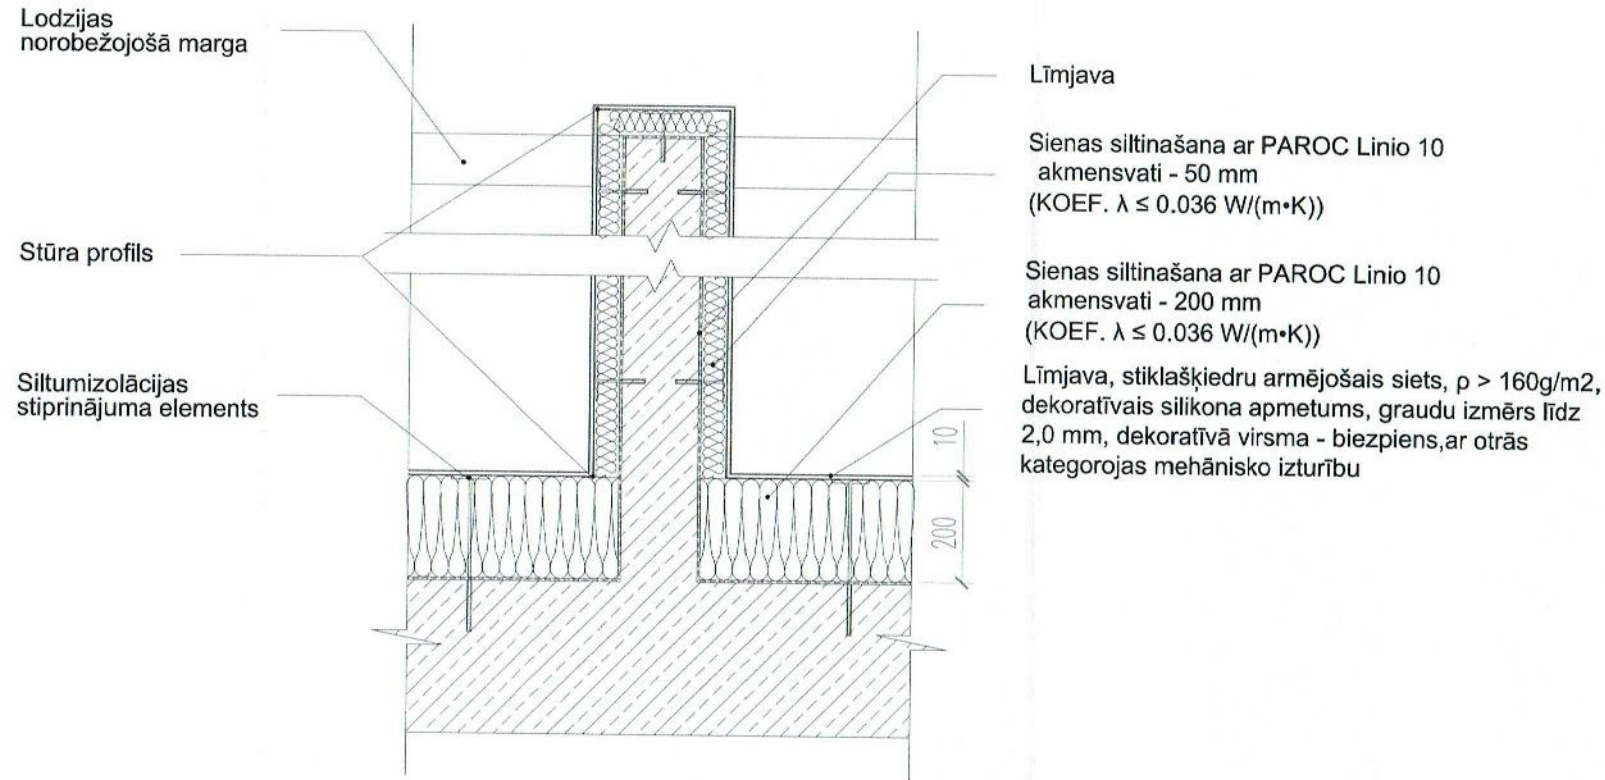 Lodzijas
norobežojošā marga
Stūra profils
Siltumizolācijas
stiprinājuma elements
Līmjava
Sienas siltinašana ar PAROC Linio 10
akmensvati - 50 mm
(KOEF. λ ≤ 0.036 W/(m•K))
Sienas siltinašana ar PAROC Linio 10
akmensvati - 200 mm
(KOEF. λ ≤ 0.036 W/(m•K))
Līmjava, stiklašķiedru armējošais siets, ρ > 160g/m2,
dekoratīvais silikona apmetums, graudu izmērs līdz
2,0 mm, dekoratīvā virsma - biezpiens,ar otrās
kategorojas mehānisko izturību
10
200